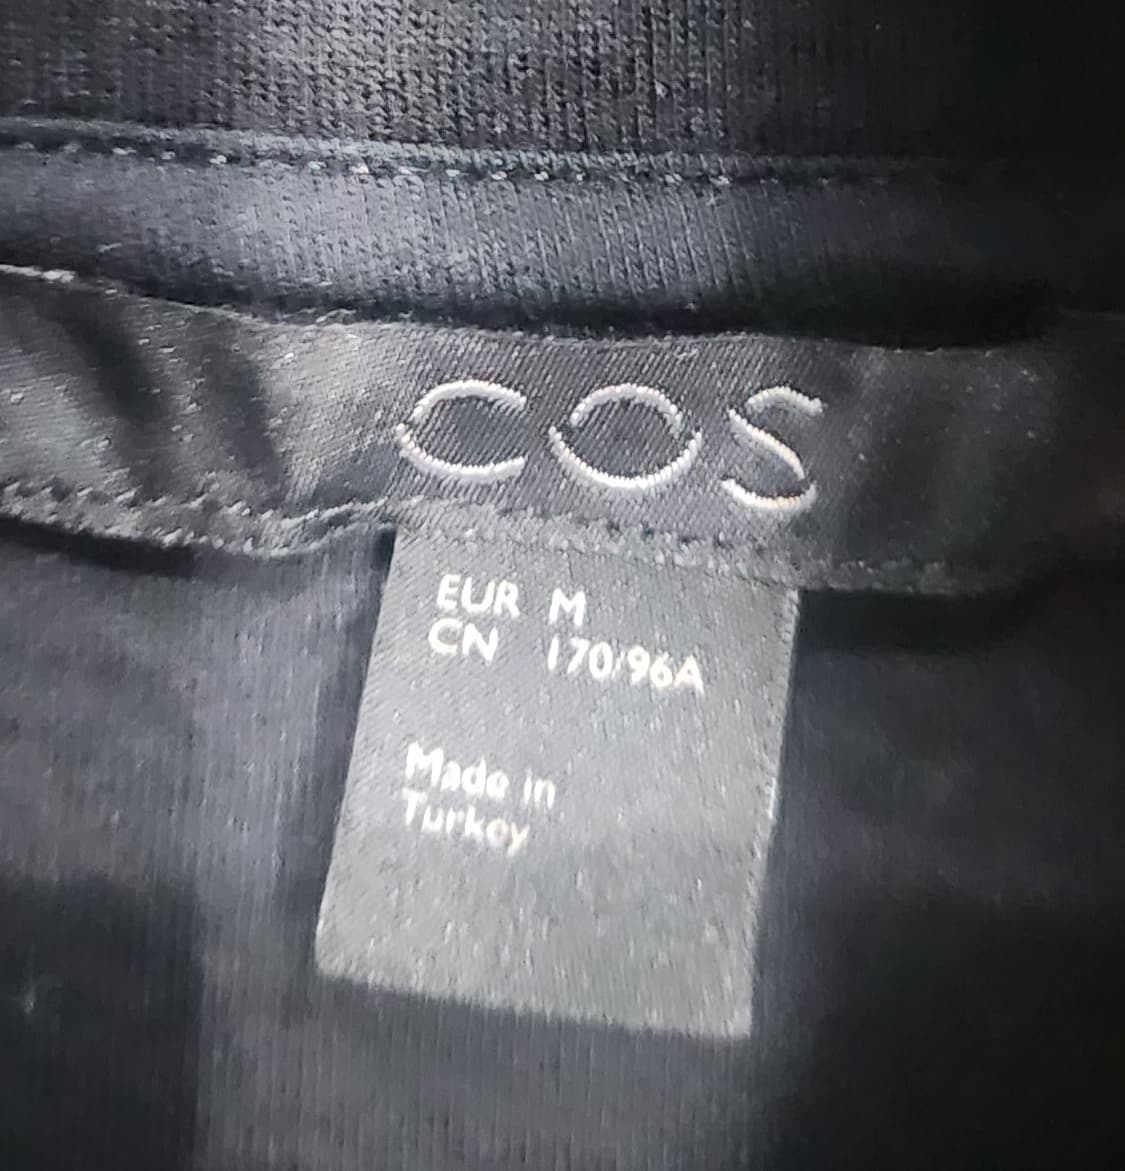 COS
EUR M
CN 170/96A
Made in
Turkey